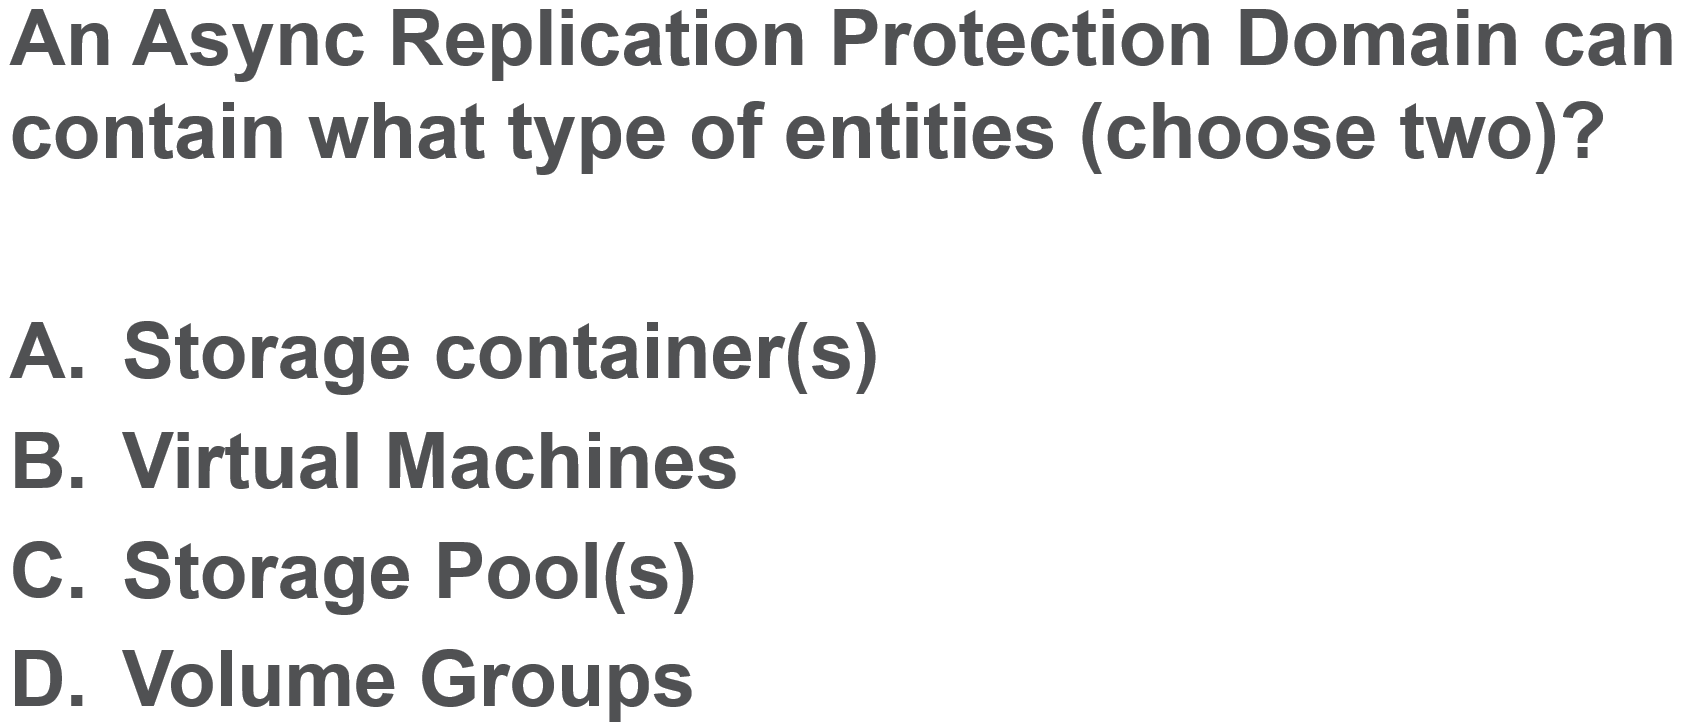 An Async Replication Protection Domain can
contain what type of entities (choose two)?
A. Storage container(s)
B. Virtual Machines
C. Storage Pool(s)
D. Volume Groups